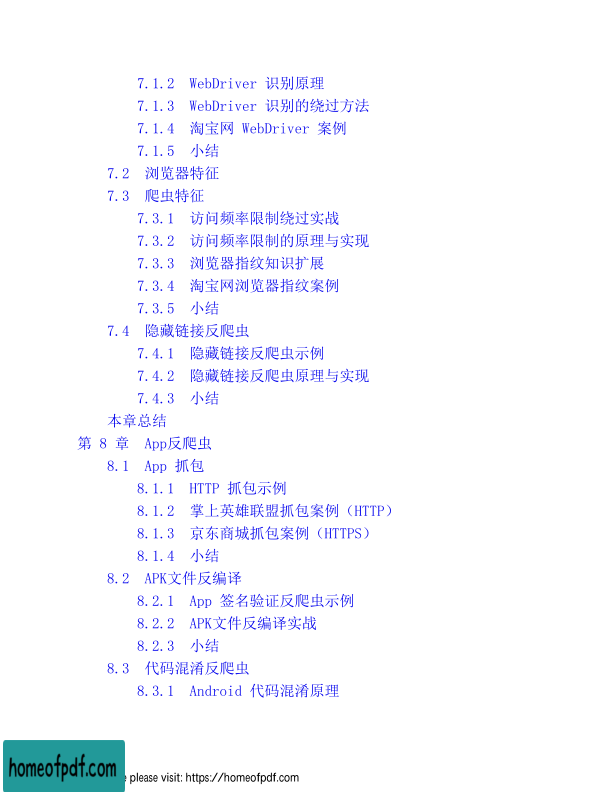 7.1.2 WebDriver 识别原理
7.1.3 WebDriver 识别的绕过方法
7.1.4 淘宝网 WebDriver 案例
7.1.5 小结
7.2 浏览器特征
7.3 爬虫特征
7.3.1 访问频率限制绕过实战
7.3.2 访问频率限制的原理与实现
7.3.3 浏览器指纹知识扩展
7.3.4 淘宝网浏览器指纹案例
7.3.5 小结
7.4 隐藏链接反爬虫
7.4.1 隐藏链接反爬虫示例
7.4.2 隐藏链接反爬虫原理与实现
7.4.3 小结
本章总结
第 8 章 App反爬虫
8.1 App 抓包
8.1.1 HTTP 抓包示例
8.1.2 掌上英雄联盟抓包案例（HTTP）
8.1.3 京东商城抓包案例（HTTPS）
8.1.4 小结
8.2 APK文件反编译
8.2.1 App 签名验证反爬虫示例
8.2.2 APK文件反编译实战
8.2.3 小结
8.3 代码混淆反爬虫
8.3.1 Android 代码混淆原理
homeofpdf.com
please visit: https://homeofpdf.com